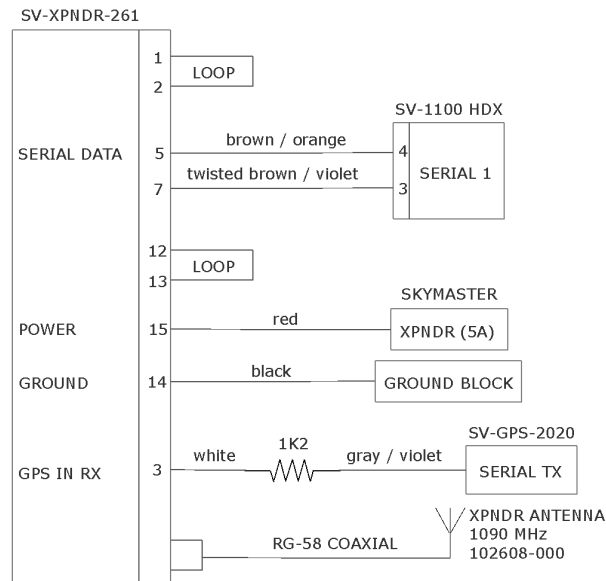 SV-XPNDR-261
1
LOOP
2
SV-1100 HDX
brown / orange
SERIAL DATA
5
4
SERIAL 1
twisted brown / violet
7
3
12
LOOP
13
SKYMASTER
red
POWER
15
XPNDR (5A)
black
GROUND
14
GROUND BLOCK
SV-GPS-2020
1K2
white
gray / violet
GPS IN RX
3
SERIAL TX
XPNDR ANTENNA
1090 MHz
102608-000
RG-58 COAXIAL